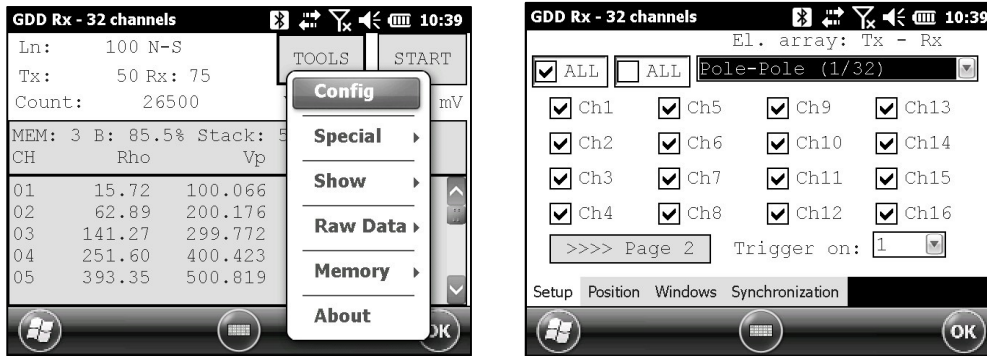 GDD Rx - 32 channels 10:39
Ln: 100 N-S
TOOLS START
Tx: 50 Rx: 75
Count: 26500 mV
MEM: 3 B: 85.5% Stack:
CH Rho Vp
01 15.72 100.066
02 62.89 200.176
03 141.27 299.772
04 251.60 400.423
05 393.35 500.819
Config
Special
Show
Raw Data
Memory
About
OK
GDD Rx - 32 channels 10:39
El. array: Tx - Rx
ALL ALL Pole-Pole (1/32)
Ch1 Ch5 Ch9 Ch13
Ch2 Ch6 Ch10 Ch14
Ch3 Ch7 Ch11 Ch15
Ch4 Ch8 Ch12 Ch16
>>>> Page 2 Trigger on: 1
Setup Position Windows Synchronization
OK